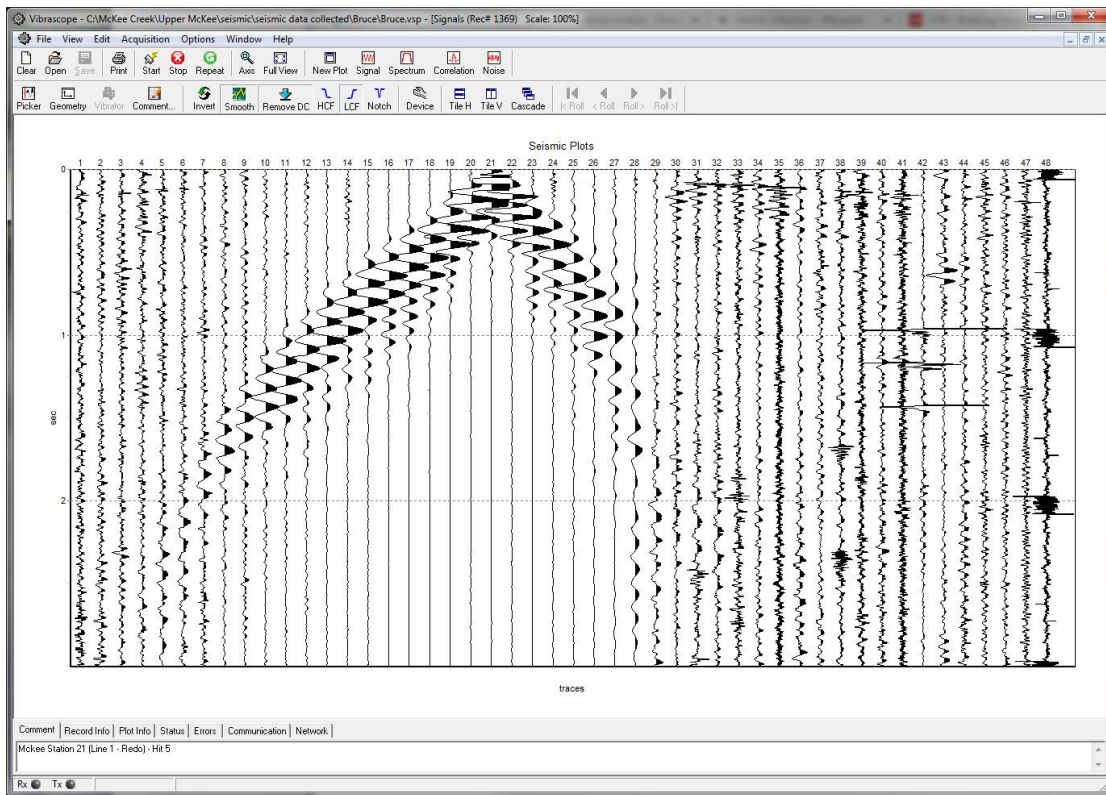 Vibrascope - C:\McKee Creek\Upper McKee\seismic\seismic data collected\Bruce\Bruce.vsp - [Signals (Rec# 1369) Scale: 100%]
File View Edit Acquisition Options Window Help
Clear Open Save Print Start Stop Repeat Axis Full View New Plot Signal Spectrum Correlation Noise
Picker Geometry Vibrator Comment... Invert Smooth Remove DC HCF LCF Notch Device Tile H Tile V Cascade |< Roll < Roll Roll > Roll >|
Seismic Plots
1 2 3 4 5 6 7 8 9 10 11 12 13 14 15 16 17 18 19 20 21 22 23 24 25 26 27 28 29 30 31 32 33 34 35 36 37 38 39 40 41 42 43 44 45 46 47 48
0
1
sec
2
traces
Comment Record Info Plot Info Status Errors Communication Network
Mckee Station 21 (Line 1 - Redo) - Hit 5
Rx Tx